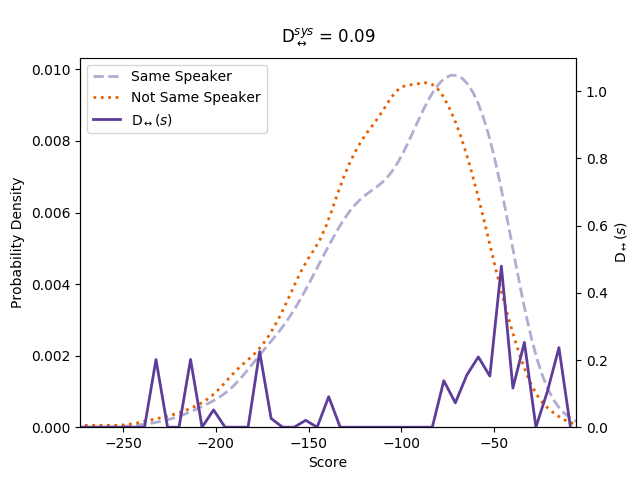 D↔^sys = 0.09
Same Speaker
Not Same Speaker
D↔(s)
0.010
0.008
0.006
0.004
0.002
0.000
Probability Density
1.0
0.8
0.6
0.4
0.2
0.0
D↔(s)
−250 −200 −150 −100 −50
Score